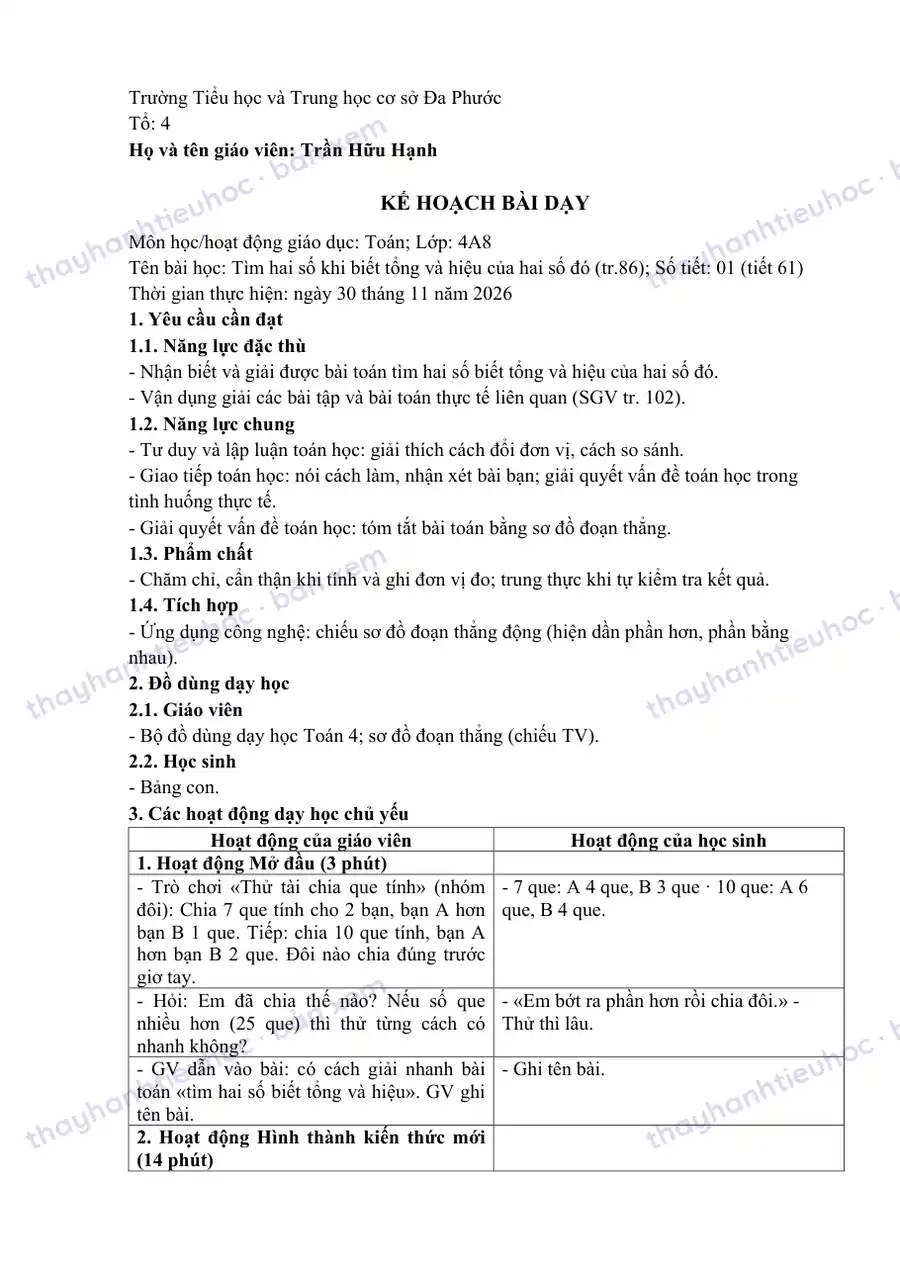 Trường Tiểu học và Trung học cơ sở Đa Phước
Tổ: 4
Họ và tên giáo viên: Trần Hữu Hạnh
KẾ HOẠCH BÀI DẠY
Môn học/hoạt động giáo dục: Toán; Lớp: 4A8
Tên bài học: Tìm hai số khi biết tổng và hiệu của hai số đó (tr.86); Số tiết: 01 (tiết 61)
Thời gian thực hiện: ngày 30 tháng 11 năm 2026
1. Yêu cầu cần đạt
1.1. Năng lực đặc thù
- Nhận biết và giải được bài toán tìm hai số biết tổng và hiệu của hai số đó.
- Vận dụng giải các bài tập và bài toán thực tế liên quan (SGV tr. 102).
1.2. Năng lực chung
- Tư duy và lập luận toán học: giải thích cách đổi đơn vị, cách so sánh.
- Giao tiếp toán học: nói cách làm, nhận xét bài bạn; giải quyết vấn đề toán học trong
tình huống thực tế.
- Giải quyết vấn đề toán học: tóm tắt bài toán bằng sơ đồ đoạn thẳng.
1.3. Phẩm chất
- Chăm chỉ, cẩn thận khi tính và ghi đơn vị đo; trung thực khi tự kiểm tra kết quả.
1.4. Tích hợp
- Ứng dụng công nghệ: chiếu sơ đồ đoạn thẳng động (hiện dần phần hơn, phần bằng
nhau).
2. Đồ dùng dạy học
2.1. Giáo viên
- Bộ đồ dùng dạy học Toán 4; sơ đồ đoạn thẳng (chiếu TV).
2.2. Học sinh
- Bảng con.
3. Các hoạt động dạy học chủ yếu
Hoạt động của giáo viên
Hoạt động của học sinh
1. Hoạt động Mở đầu (3 phút)
- Trò chơi «Thử tài chia que tính» (nhóm
đôi): Chia 7 que tính cho 2 bạn, bạn A hơn
bạn B 1 que. Tiếp: chia 10 que tính, bạn A
hơn bạn B 2 que. Đôi nào chia đúng trước
giơ tay.
- 7 que: A 4 que, B 3 que · 10 que: A 6
que, B 4 que.
- Hỏi: Em đã chia thế nào? Nếu số que
nhiều hơn (25 que) thì thử từng cách có
nhanh không?
- «Em bớt ra phần hơn rồi chia đôi.» -
Thử thì lâu.
- GV dẫn vào bài: có cách giải nhanh bài
toán «tìm hai số biết tổng và hiệu». GV ghi
tên bài.
- Ghi tên bài.
2. Hoạt động Hình thành kiến thức mới
(14 phút)
thayhanhtieuhoc · bản xem
thayhanhtieuhoc · b
thayhanhtieuhoc · bản xem
thayhanhtieuhoc · b
thayhanhtieuhoc · bản xem
thayhanhtieuhoc · b